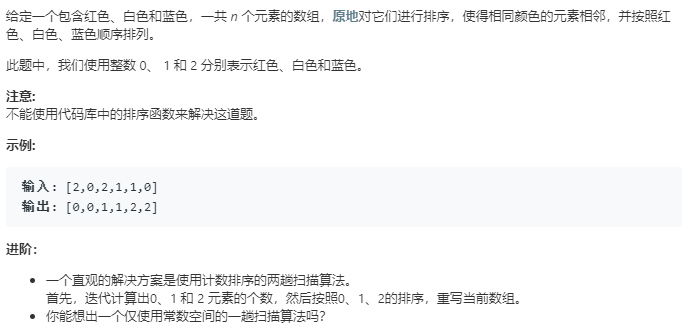 给定一个包含红色、白色和蓝色，一共 n 个元素的数组，原地对它们进行排序，使得相同颜色的元素相邻，并按照红
色、白色、蓝色顺序排列。
此题中，我们使用整数 0、 1 和 2 分别表示红色、白色和蓝色。
注意:
不能使用代码库中的排序函数来解决这道题。
示例:
输入: [2,0,2,1,1,0]
输出: [0,0,1,1,2,2]
进阶：
• 一个直观的解决方案是使用计数排序的两趟扫描算法。
首先，迭代计算出0、1 和 2 元素的个数，然后按照0、1、2的排序，重写当前数组。
• 你能想出一个仅使用常数空间的一趟扫描算法吗？